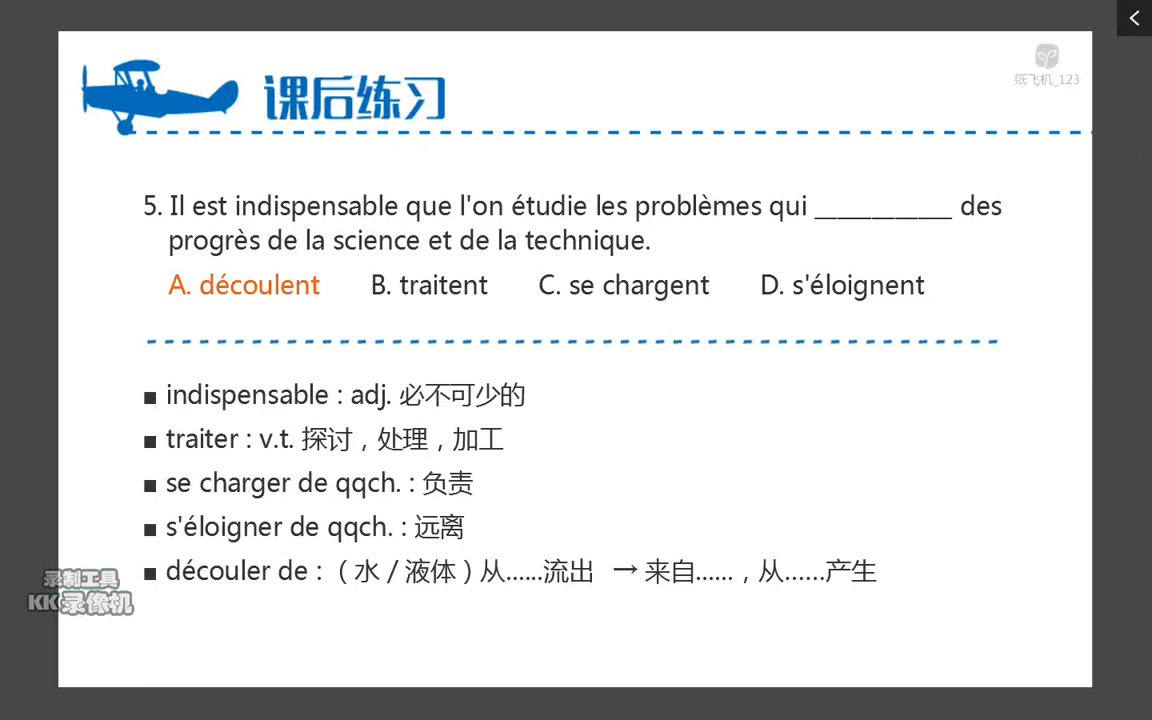 纸飞机_123
课后练习
5. Il est indispensable que l'on étudie les problèmes qui __________ des
progrès de la science et de la technique.
A. découlent B. traitent C. se chargent D. s'éloignent
■ indispensable : adj. 必不可少的
■ traiter : v.t. 探讨，处理，加工
■ se charger de qqch. : 负责
■ s'éloigner de qqch. : 远离
■ découler de : （水 / 液体）从......流出 → 来自......，从......产生
录制工具
KK录像机